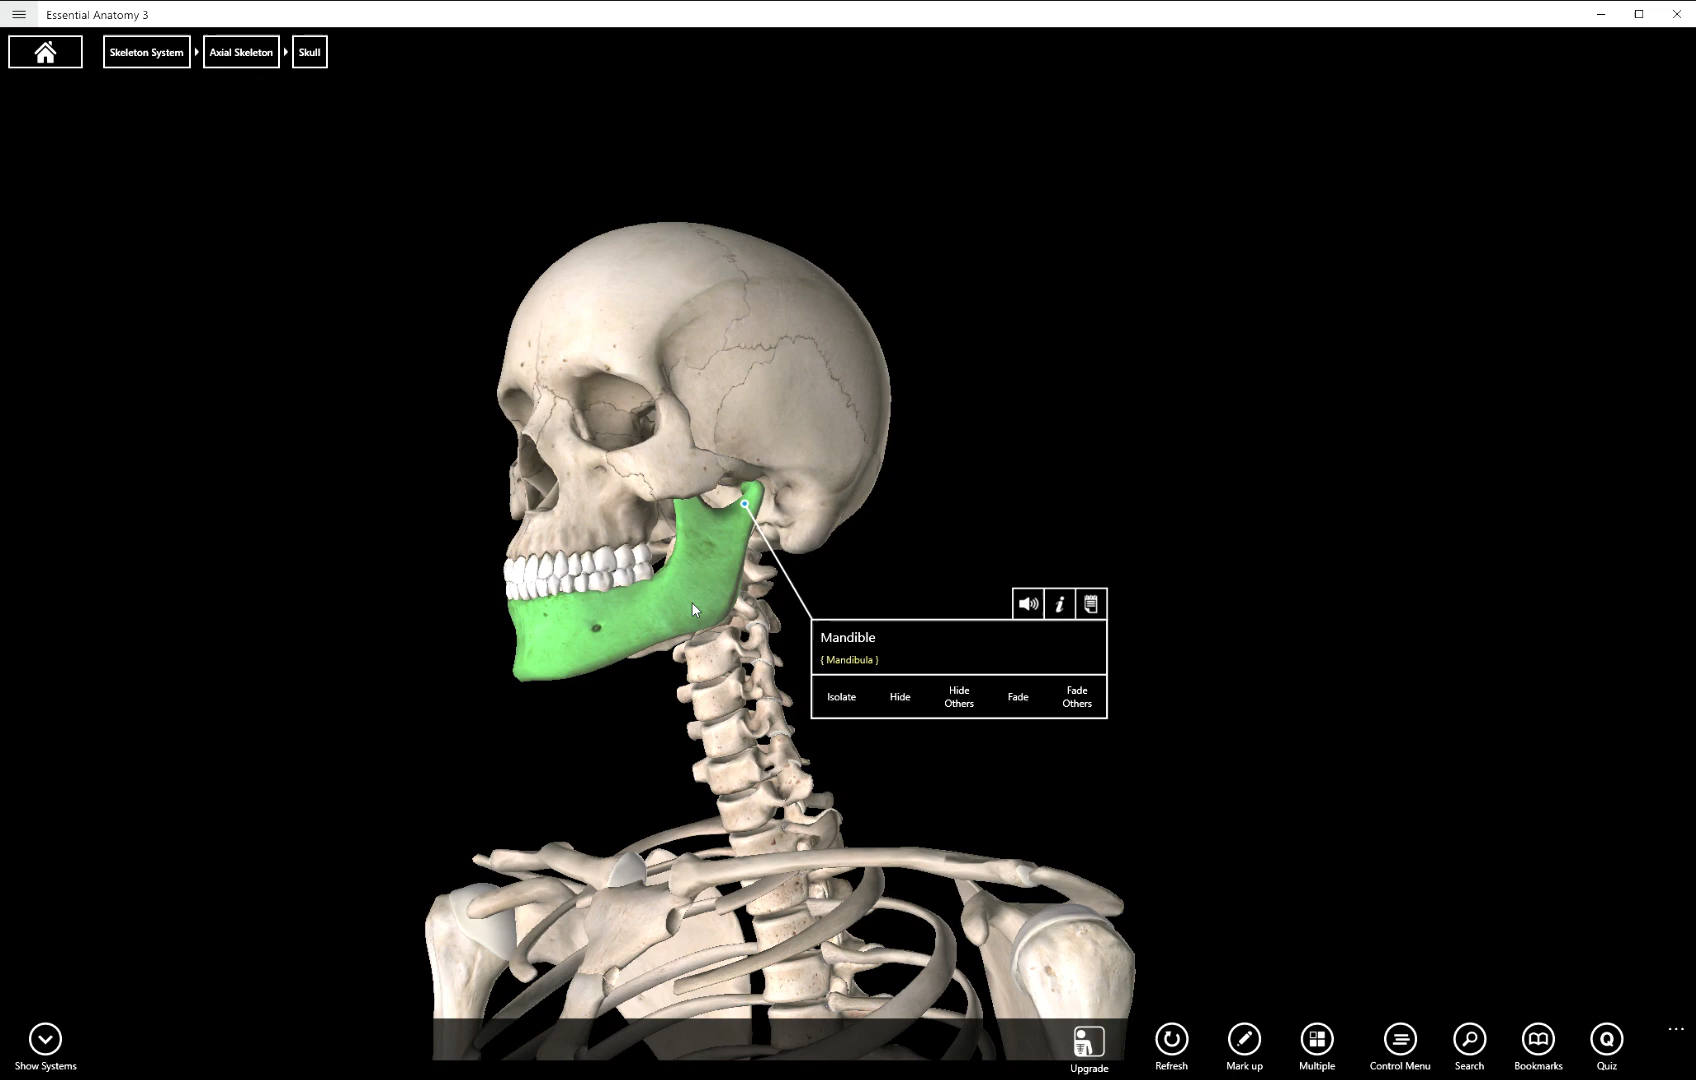 Essential Anatomy 3
Skeleton System
Axial Skeleton
Skull
Mandible
{ Mandibula }
Isolate
Hide
Hide
Others
Fade
Fade
Others
Show Systems
Upgrade
Refresh
Mark up
Multiple
Control Menu
Search
Bookmarks
Q
Quiz